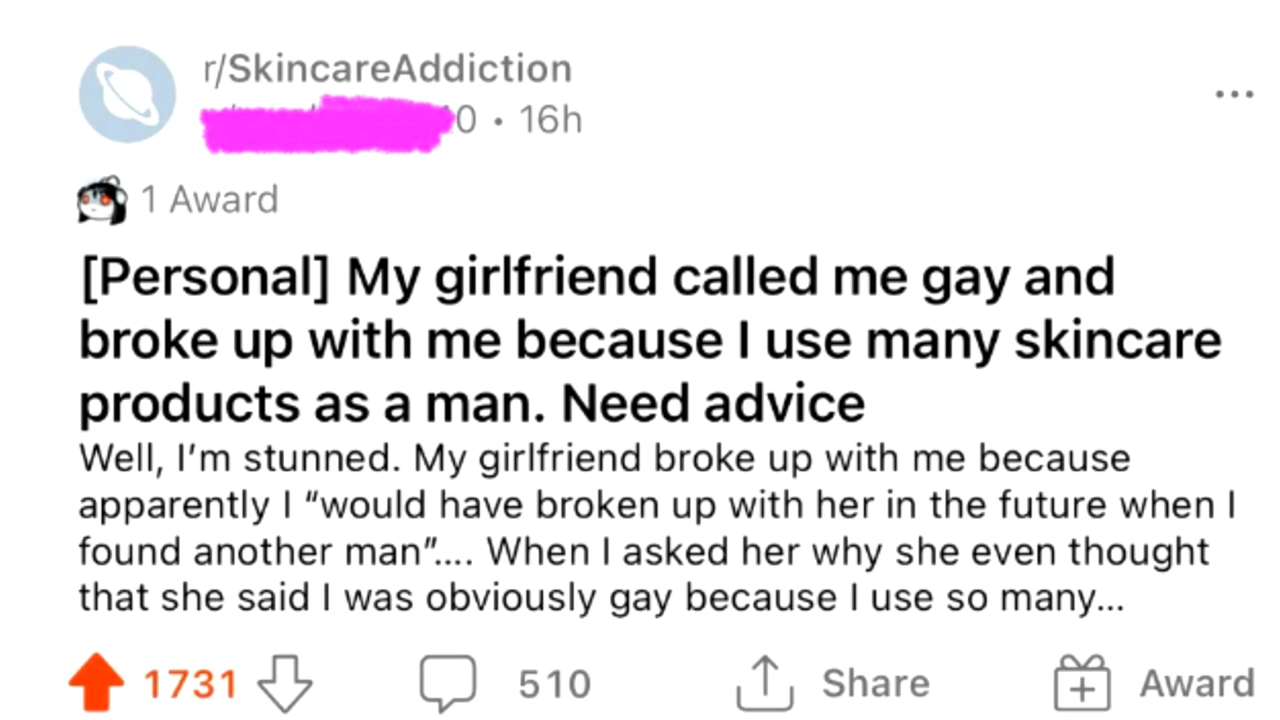 r/SkincareAddiction
0 • 16h
1 Award
[Personal] My girlfriend called me gay and
broke up with me because I use many skincare
products as a man. Need advice
Well, I’m stunned. My girlfriend broke up with me because
apparently I “would have broken up with her in the future when I
found another man”.... When I asked her why she even thought
that she said I was obviously gay because I use so many...
1731 510 Share Award